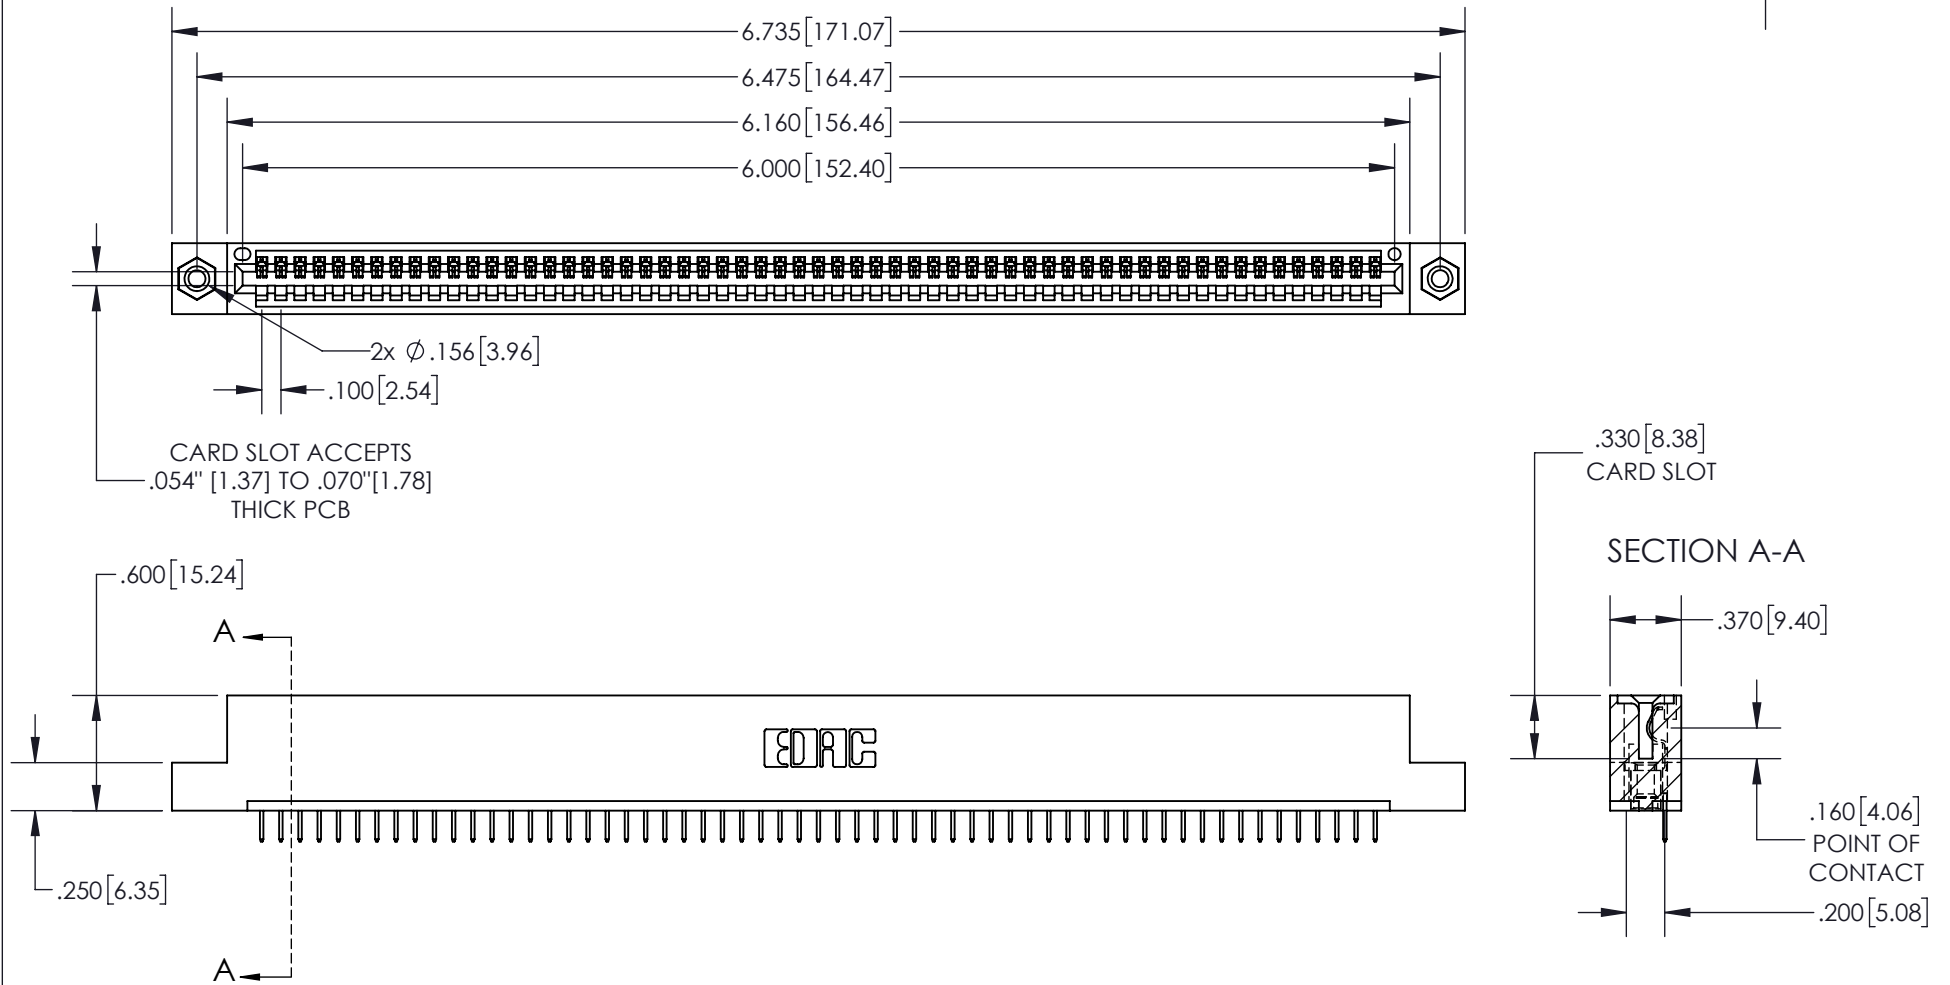 6.735[171.07]
6.475[164.47]
6.160[156.46]
6.000[152.40]
2x Ø.156[3.96]
.100[2.54]
CARD SLOT ACCEPTS
.054" [1.37] TO .070"[1.78]
THICK PCB
.330[8.38]
CARD SLOT
SECTION A-A
.600[15.24]
.370[9.40]
A
EDAC
.160[4.06]
POINT OF
CONTACT
.250[6.35]
.200[5.08]
A